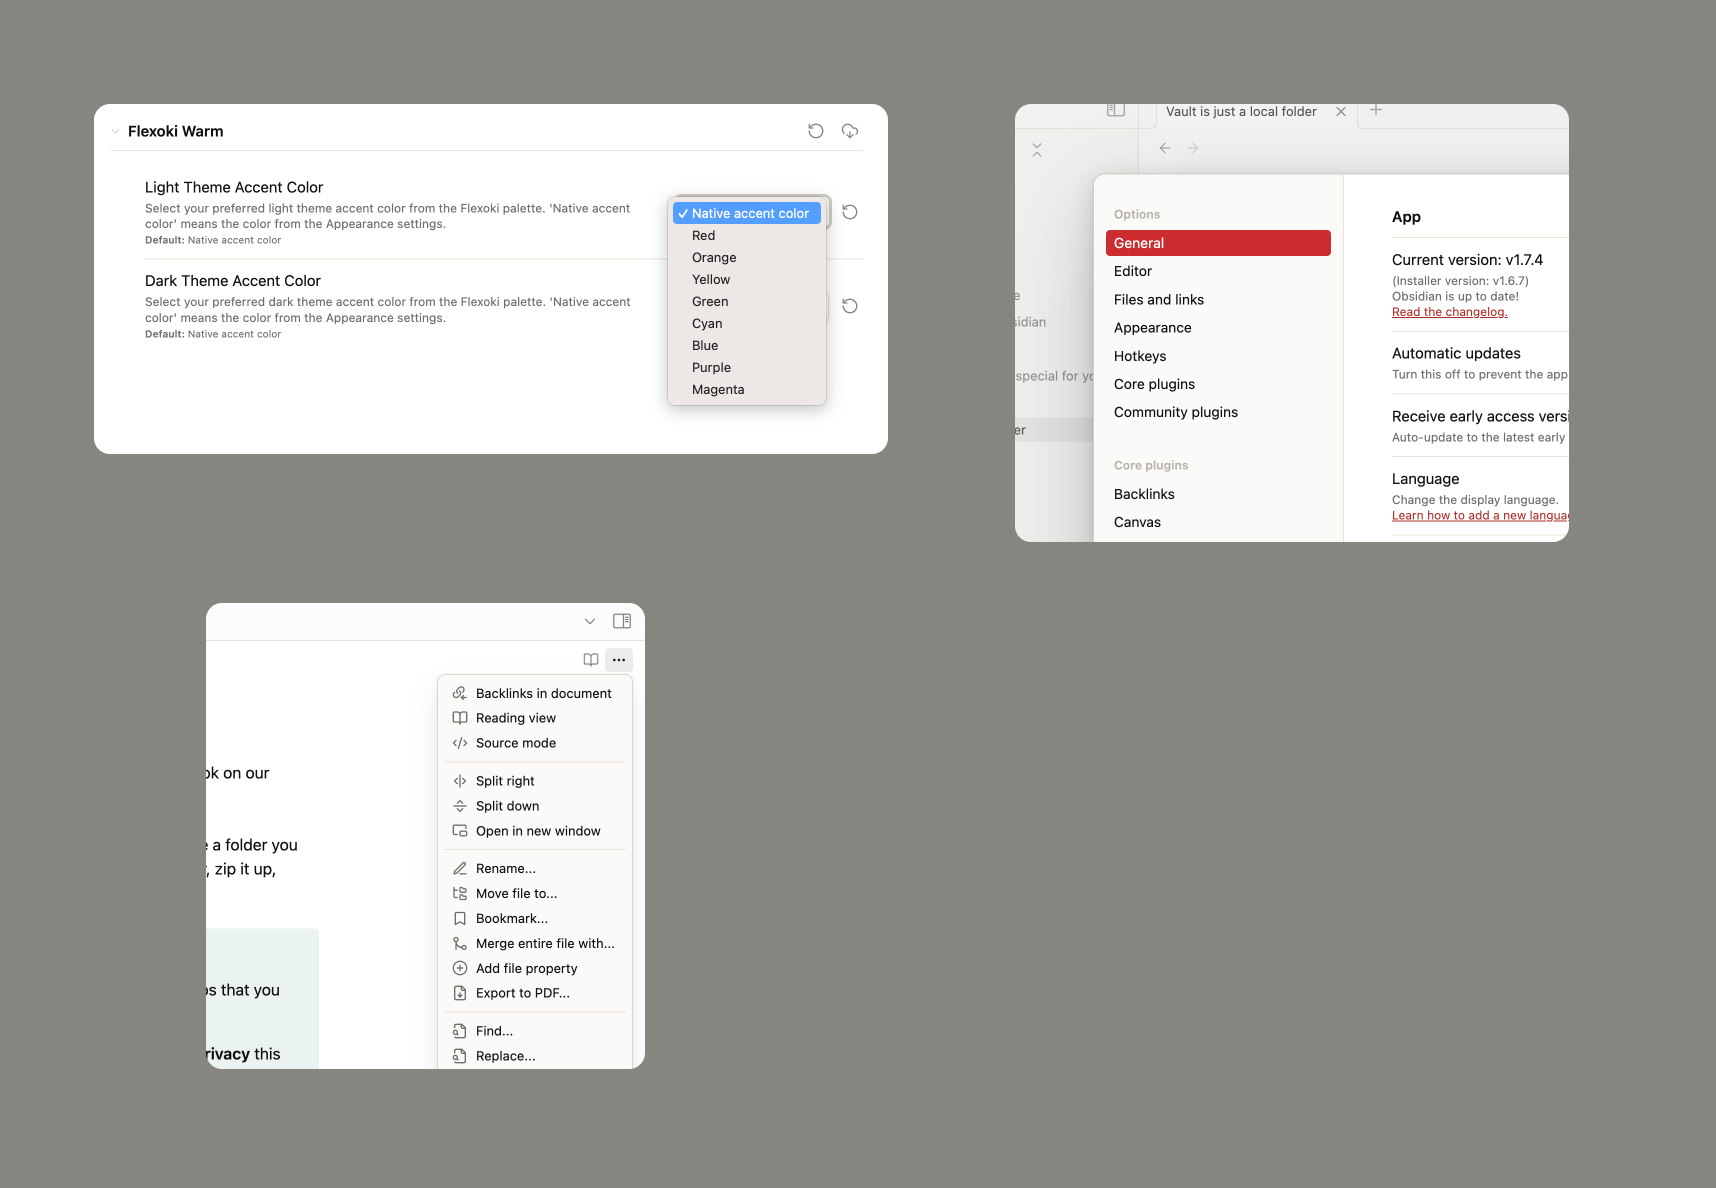 Flexoki Warm
Light Theme Accent Color
Select your preferred light theme accent color from the Flexoki palette. 'Native accent
color' means the color from the Appearance settings.
Default: Native accent color
Dark Theme Accent Color
Select your preferred dark theme accent color from the Flexoki palette. 'Native accent
color' means the color from the Appearance settings.
Default: Native accent color
✓ Native accent color
Red
Orange
Yellow
Green
Cyan
Blue
Purple
Magenta
Vault is just a local folder
e
sidian
special for yo
er
Options
General
Editor
Files and links
Appearance
Hotkeys
Core plugins
Community plugins
Core plugins
Backlinks
Canvas
App
Current version: v1.7.4
(Installer version: v1.6.7)
Obsidian is up to date!
Read the changelog.
Automatic updates
Turn this off to prevent the app
Receive early access versi
Auto-update to the latest early
Language
Change the display language.
Learn how to add a new langua
ok on our
e a folder you
, zip it up,
os that you
rivacy this
Backlinks in document
Reading view
Source mode
Split right
Split down
Open in new window
Rename...
Move file to...
Bookmark...
Merge entire file with...
Add file property
Export to PDF...
Find...
Replace...